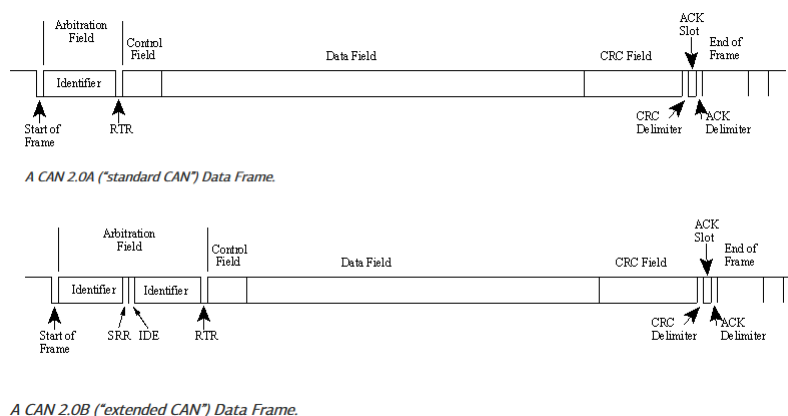 Arbitration
Field
Control
Field
Data Field
CRC Field
ACK
Slot
End of
Frame
Identifier
Start of
Frame
RTR
CRC
Delimiter
ACK
Delimiter
A CAN 2.0A ("standard CAN") Data Frame.
Arbitration
Field
Control
Field
Data Field
CRC Field
ACK
Slot
End of
Frame
Identifier
Identifier
Start of
Frame
SRR
IDE
RTR
CRC
Delimiter
ACK
Delimiter
A CAN 2.0B ("extended CAN") Data Frame.